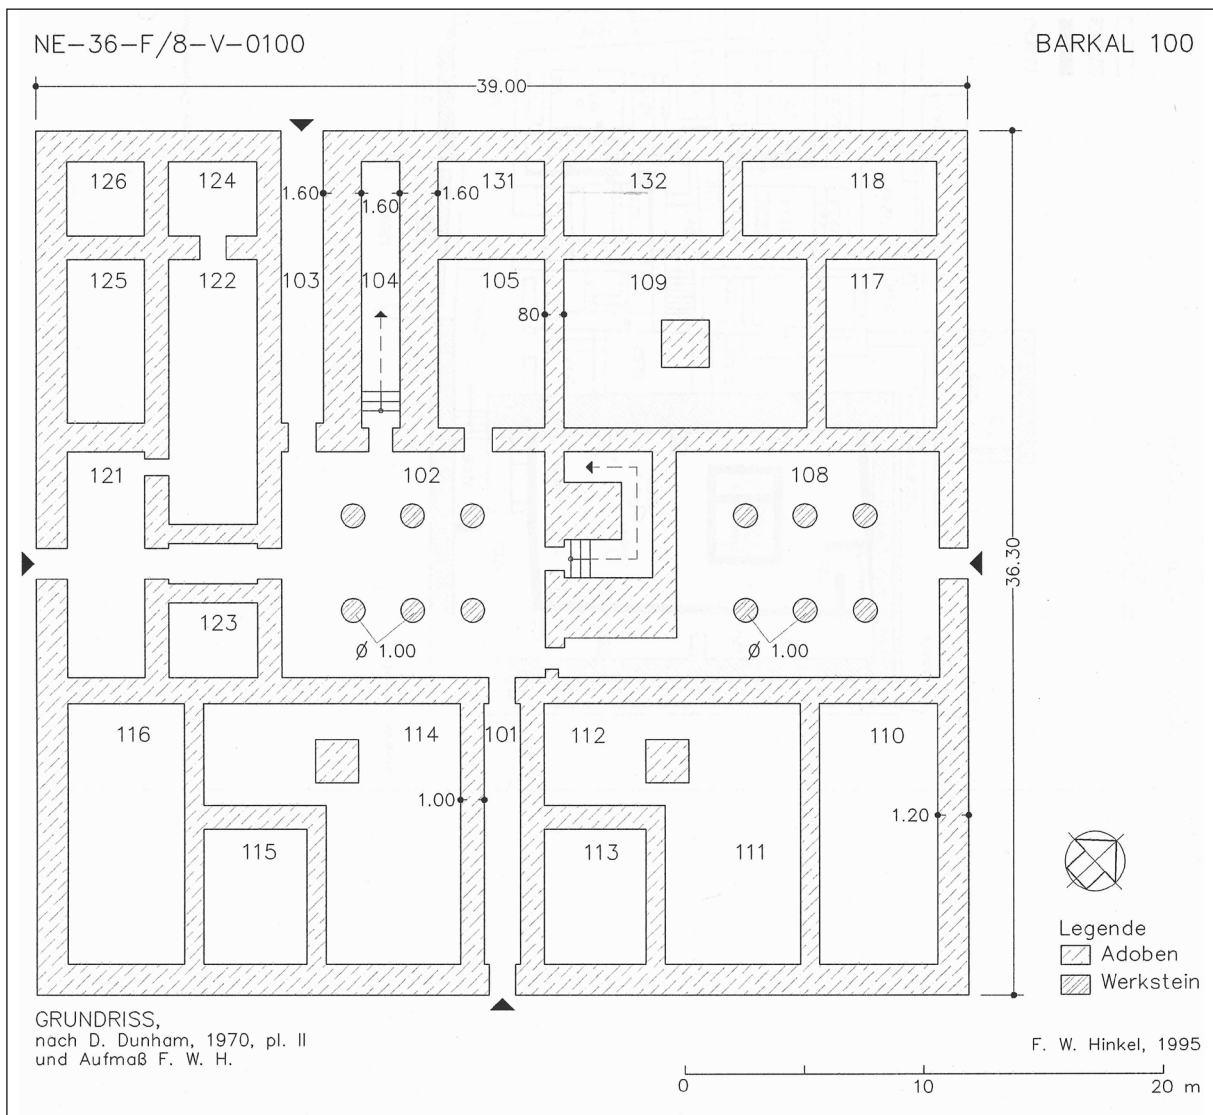 NE-36-F/8-V-0100
BARKAL 100
39.00
126
124
1.60
1.60
1.60
131
132
118
125
122
103
104
105
109
117
80
121
102
108
36.30
123
Ø 1.00
Ø 1.00
116
114
101
112
110
1.00
1.20
115
113
111
Legende
Adoben
Werkstein
GRUNDRISS,
nach D. Dunham, 1970, pl. II
und Aufmaß F. W. H.
F. W. Hinkel, 1995
0 10 20 m